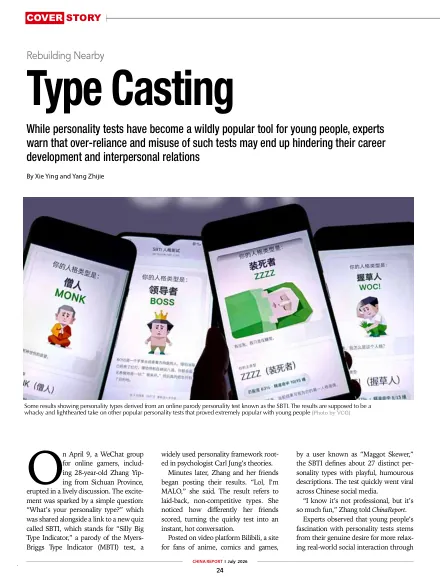 COVER STORY
Rebuilding Nearby
Type Casting
While personality tests have become a wildly popular tool for young people, experts
warn that over-reliance and misuse of such tests may end up hindering their career
development and interpersonal relations
By Xie Ying and Yang Zhijie
你的人格类型是：
僧人
MONK
（僧人）
SBTI 人格测试
你的人格类型是：
领导者
BOSS
你的人格类型是：
装死者
ZZZZ
ZZZZ（装死者）
你的人格类型是：
握草人
WOC!
（握草人）
Some results showing personality types derived from an online parody personality test known as the SBTI. The results are supposed to be a
whacky and lighthearted take on other popular personality tests that proved extremely popular with young people (Photo by VCG)
On April 9, a WeChat group
for online gamers, includ-
ing 28-year-old Zhang Yip-
ing from Sichuan Province,
erupted in a lively discussion. The excite-
ment was sparked by a simple question:
“What’s your personality type?” which
was shared alongside a link to a new quiz
called SBTI, which stands for “Silly Big
Type Indicator,” a parody of the Myers-
Briggs Type Indicator (MBTI) test, a
widely used personality framework root-
ed in psychologist Carl Jung’s theories.
Minutes later, Zhang and her friends
began posting their results. “Lol, I’m
MALO,” she said. The result refers to
laid-back, non-competitive types. She
noticed how differently her friends
scored, turning the quirky test into an
instant, hot conversation.
Posted on video platform Bilibili, a site
for fans of anime, comics and games,
by a user known as “Maggot Skewer,”
the SBTI defines about 27 distinct per-
sonality types with playful, humourous
descriptions. The test quickly went viral
across Chinese social media.
“I know it’s not professional, but it’s
so much fun,” Zhang told ChinaReport.
Experts observed that young people’s
fascination with personality tests stems
from their genuine desire for more relax-
ing real-world social interaction through
CHINA REPORT I July 2026
24